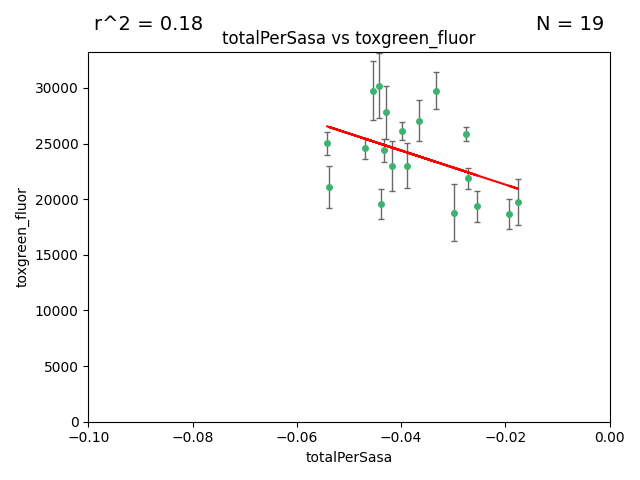 r^2 = 0.18
N = 19
totalPerSasa vs toxgreen_fluor
30000
25000
20000
15000
10000
5000
0
toxgreen_fluor
−0.10
−0.08
−0.06
−0.04
−0.02
0.00
totalPerSasa